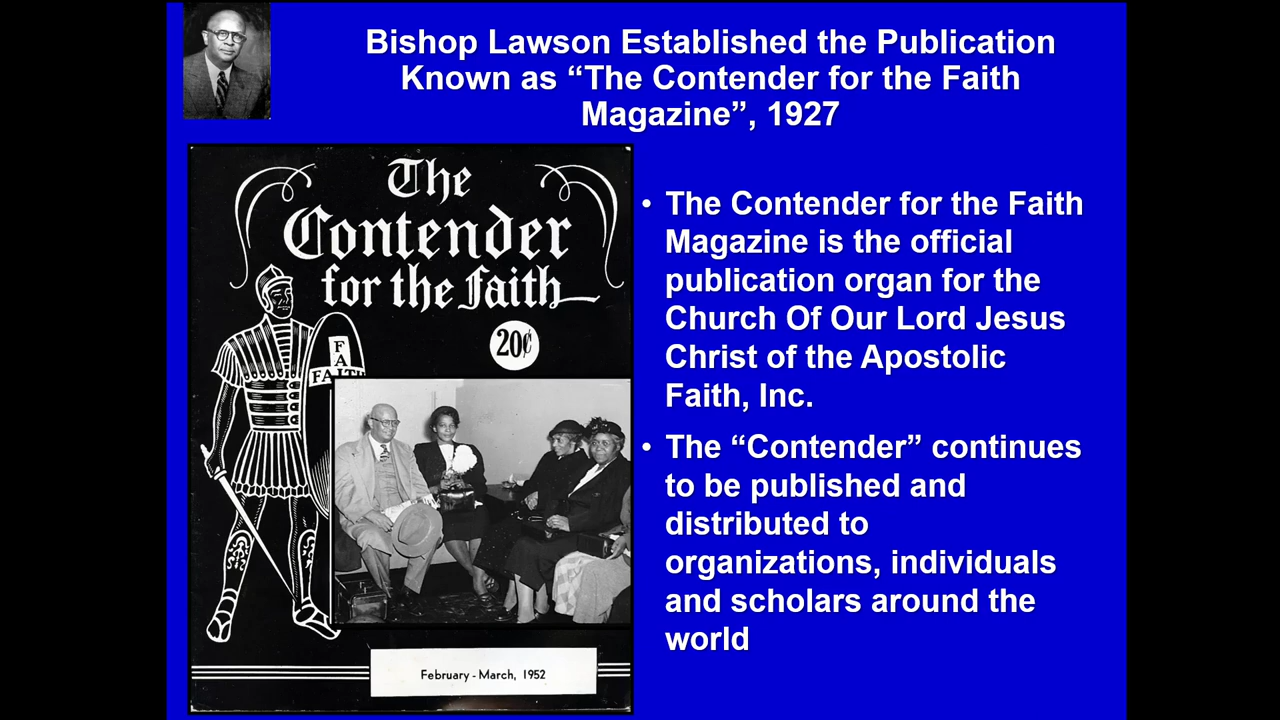 Bishop Lawson Established the Publication
Known as “The Contender for the Faith
Magazine”, 1927
The
Contender
for the Faith
20¢
FAITH
FAITH
February - March, 1952
• The Contender for the Faith
Magazine is the official
publication organ for the
Church Of Our Lord Jesus
Christ of the Apostolic
Faith, Inc.
• The “Contender” continues
to be published and
distributed to
organizations, individuals
and scholars around the
world